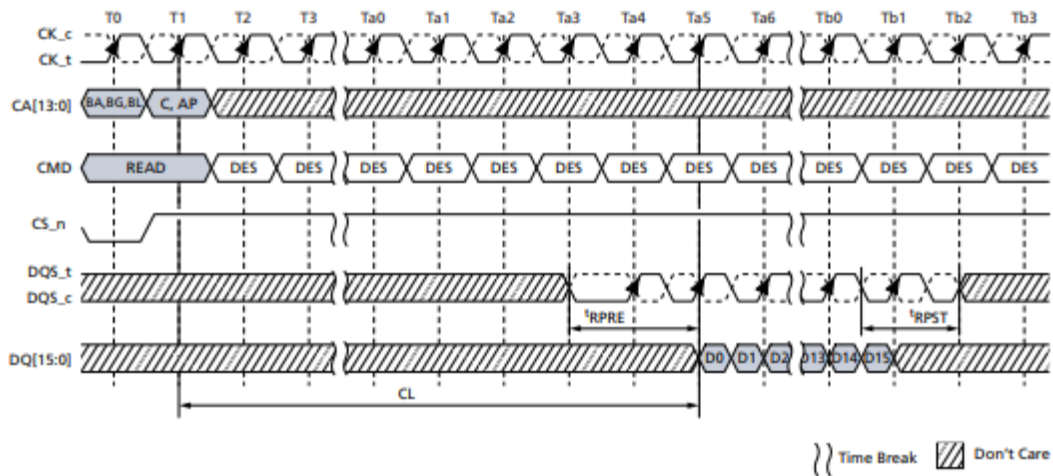 T0 T1 T2 T3 Ta0 Ta1 Ta2 Ta3 Ta4 Ta5 Ta6 Tb0 Tb1 Tb2 Tb3
CK_c
CK_t
CA[13:0] BA,BG,BL C, AP
CMD READ DES DES DES DES DES DES DES DES DES DES DES DES DES
CS_n
DQS_t
DQS_c
tRPRE tRPST
DQ[15:0] D0 D1 D2 D13 D14 D15
CL
Time Break Don't Care